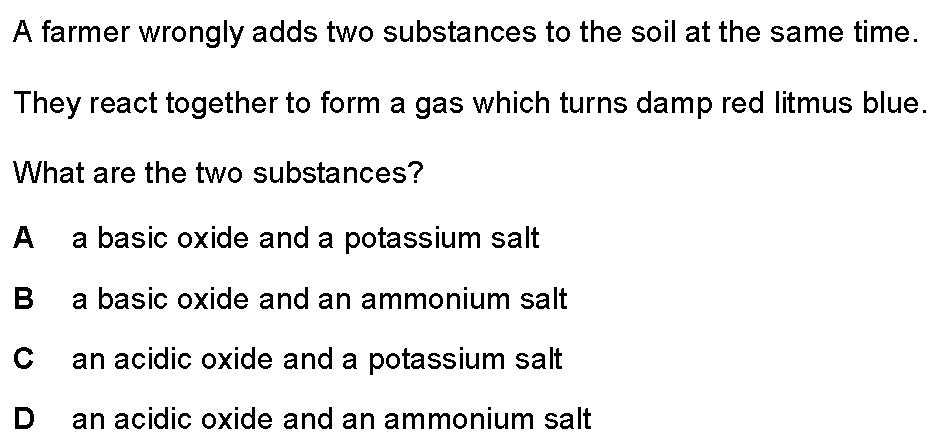 A farmer wrongly adds two substances to the soil at the same time.
They react together to form a gas which turns damp red litmus blue.
What are the two substances?
A a basic oxide and a potassium salt
B a basic oxide and an ammonium salt
C an acidic oxide and a potassium salt
D an acidic oxide and an ammonium salt